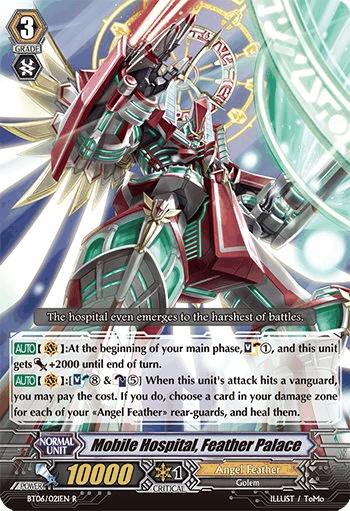 3
GRADE
The hospital even emerges to the harshest of battles.
AUTO [ ]:At the beginning of your main phase, ①, and this unit
gets +2000 until end of turn.
AUTO [ ]:[ ⑧ & ⑤] When this unit's attack hits a vanguard,
you may pay the cost. If you do, choose a card in your damage zone
for each of your «Angel Feather» rear-guards, and heal them.
NORMAL
UNIT
Mobile Hospital, Feather Palace
POWER
10000
1
CRITICAL
Angel Feather
Golem
BT06/021EN R
ILLUST / ToMo